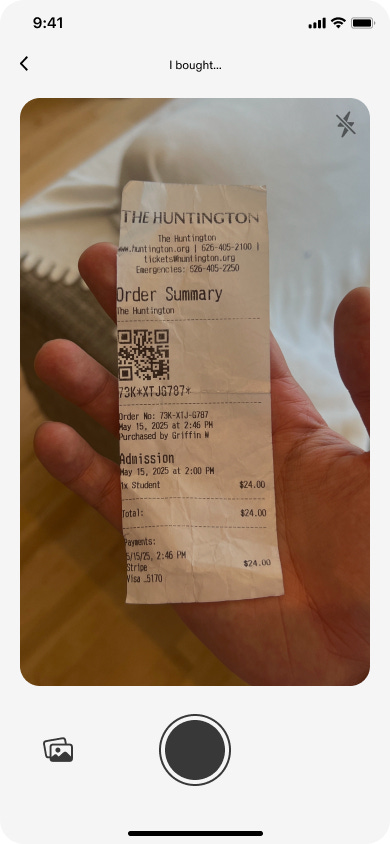 9:41
I bought...
THE HUNTINGTON
The Huntington
www.huntington.org | 626-405-2100 |
tickets@huntington.org
Emergencies: 626-405-2250
Order Summary
The Huntington
73K*XTJG787*
Order No: 73K-XTJ-G787
May 15, 2025 at 2:46 PM
Purchased by Griffin W
Admission
May 15, 2025 at 2:00 PM
1x Student $24.00
Total: $24.00
Payments:
5/15/25, 2:46 PM
Stripe $24.00
Visa ..5170